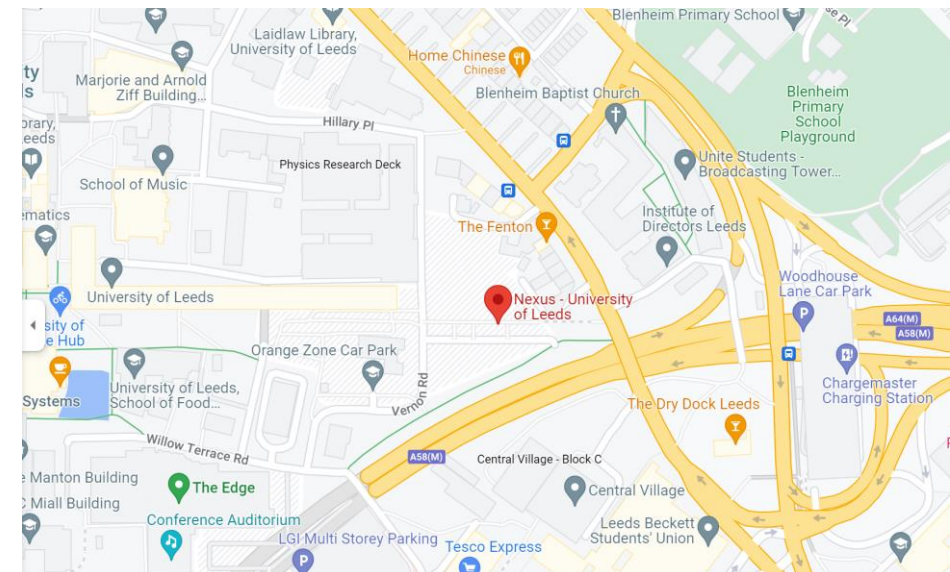 Blenheim Primary School
Laidlaw Library,
University of Leeds
Home Chinese
Chinese
Marjorie and Arnold
Ziff Building...
Blenheim Baptist Church
Blenheim
Primary
School
Playground
Hillary Pl
Physics Research Deck
School of Music
Unite Students -
Broadcasting Tower...
The Fenton
Institute of
Directors Leeds
University of Leeds
Nexus - University
of Leeds
Woodhouse
Lane Car Park
P
A64(M)
A58(M)
Orange Zone Car Park
University of Leeds,
School of Food...
Vernon Rd
Chargemaster
Charging Station
Systems
The Dry Dock Leeds
Willow Terrace Rd
A58(M)
Central Village - Block C
Manton Building
The Edge
Central Village
Miall Building
Conference Auditorium
Leeds Beckett
Students' Union
LGI Multi Storey Parking
P
Tesco Express